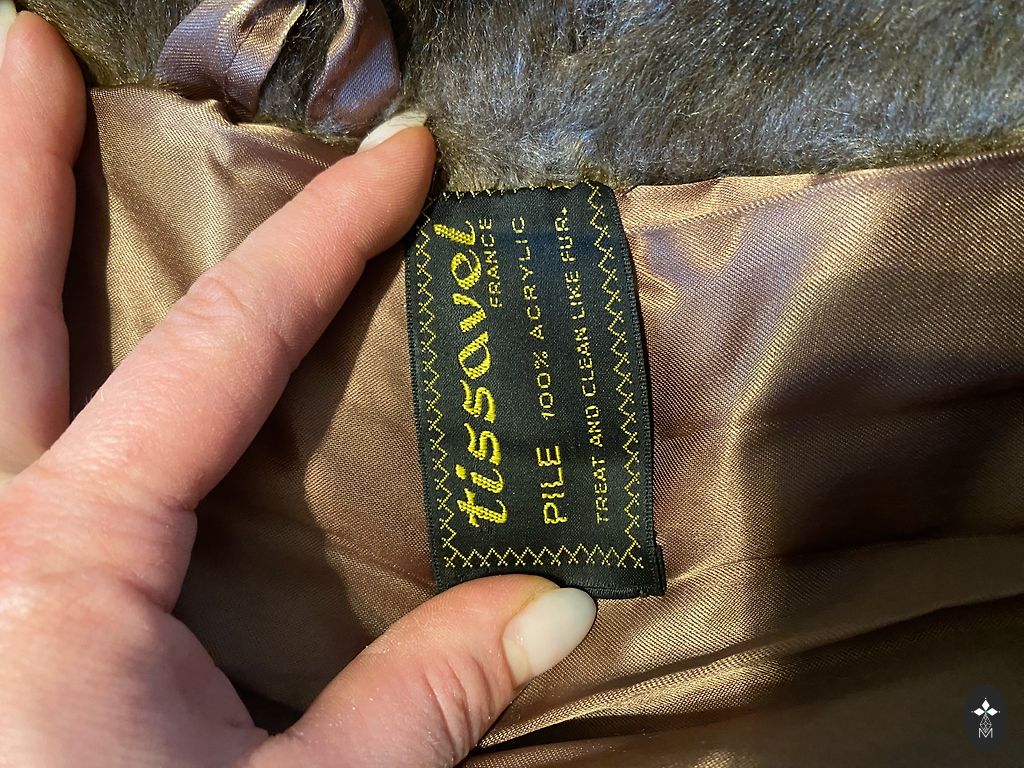 tissavel
FRANCE
PILE 100% ACRYLIC
TREAT AND CLEAN LIKE FUR.
M